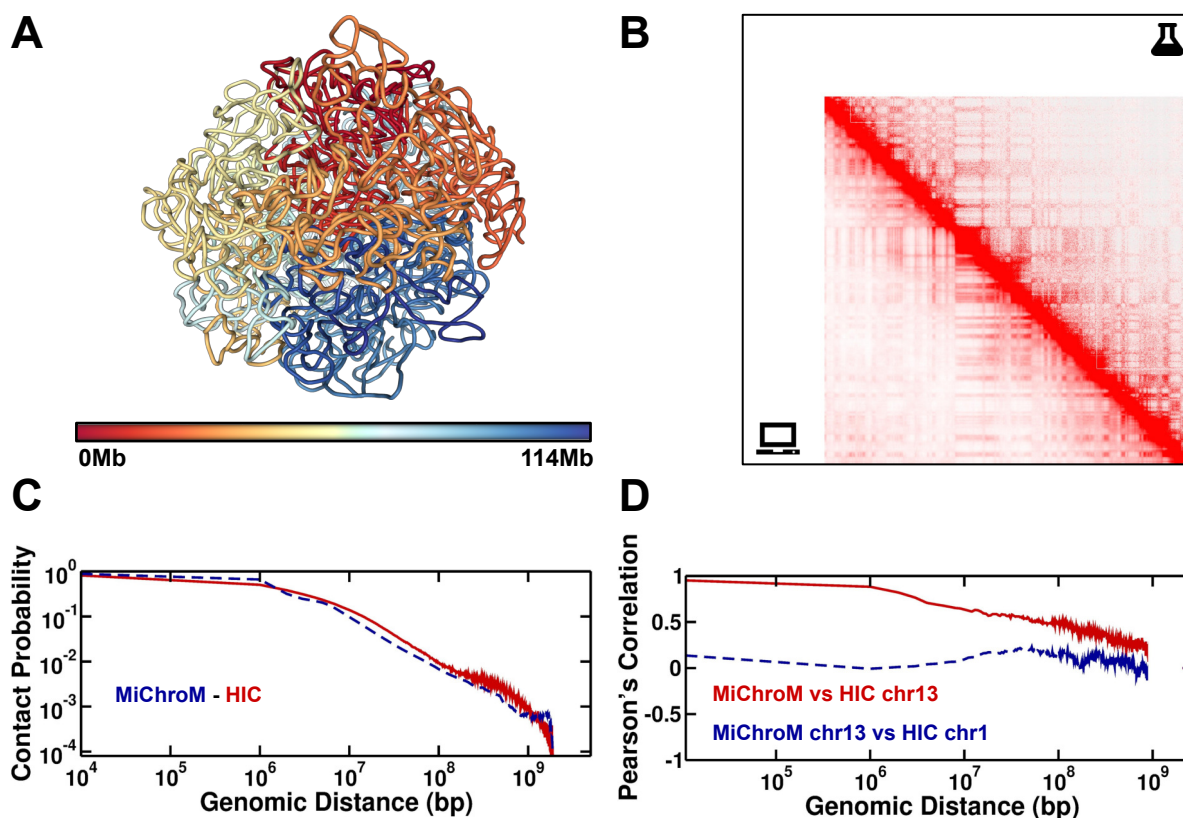 A
B
0Mb
114Mb
C
D
Contact Probability
10^0
10^-1
10^-2
10^-3
10^-4
MiChroM - HIC
10^4
10^5
10^6
10^7
10^8
10^9
Genomic Distance (bp)
Pearson's Correlation
1
0.5
0
-0.5
-1
MiChroM vs HIC chr13
MiChroM chr13 vs HIC chr1
10^5
10^6
10^7
10^8
10^9
Genomic Distance (bp)